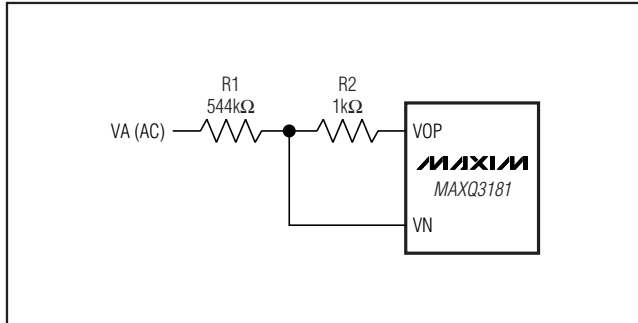 R1
544kΩ
R2
1kΩ
VA (AC)
VOP
MAXIM
MAXQ3181
VN